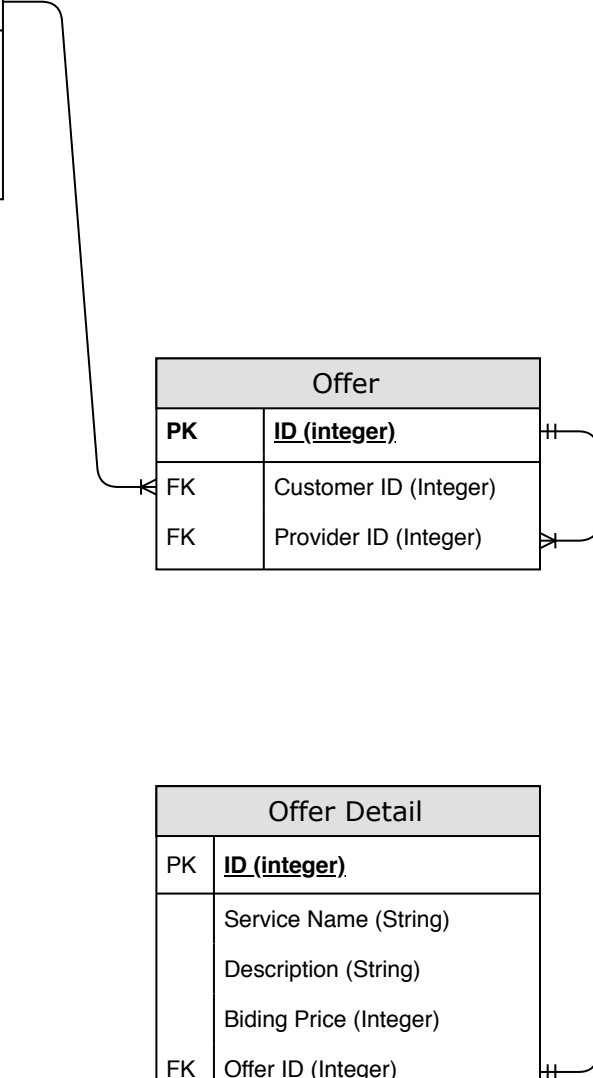 Offer
PK ID (integer)
FK Customer ID (Integer)
FK Provider ID (Integer)
Offer Detail
PK ID (integer)
Service Name (String)
Description (String)
Biding Price (Integer)
FK Offer ID (Integer)